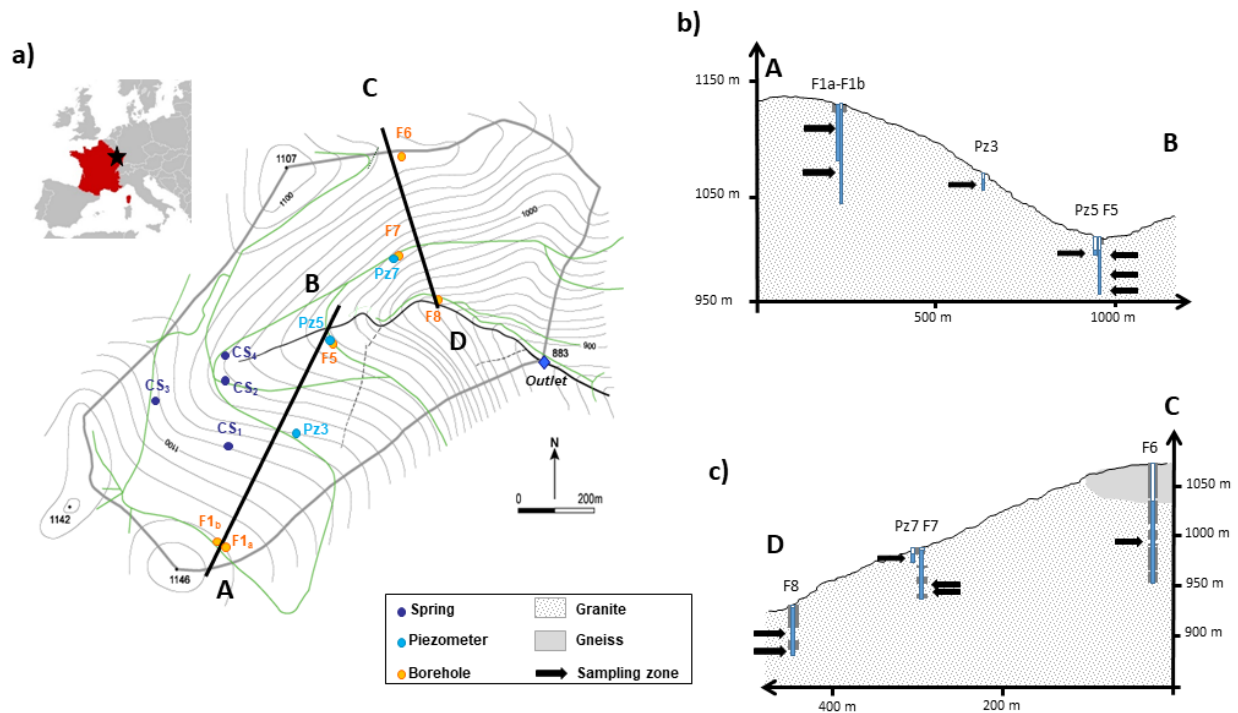 a)
C
F6
1107
1100
1000
F7
Pz7
B
F8
Pz5
D
F5
900
CS4
883
CS2
Outlet
CS3
Pz3
CS1
1100
N
0 200m
1142
F1b
F1a
1146
A
Spring Granite
Piezometer Gneiss
Borehole Sampling zone
b)
A
1150 m
F1a-F1b
B
Pz3
1050 m
Pz5 F5
950 m
500 m 1000 m
c)
C
F6
1050 m
D
Pz7 F7
1000 m
F8
950 m
900 m
400 m 200 m